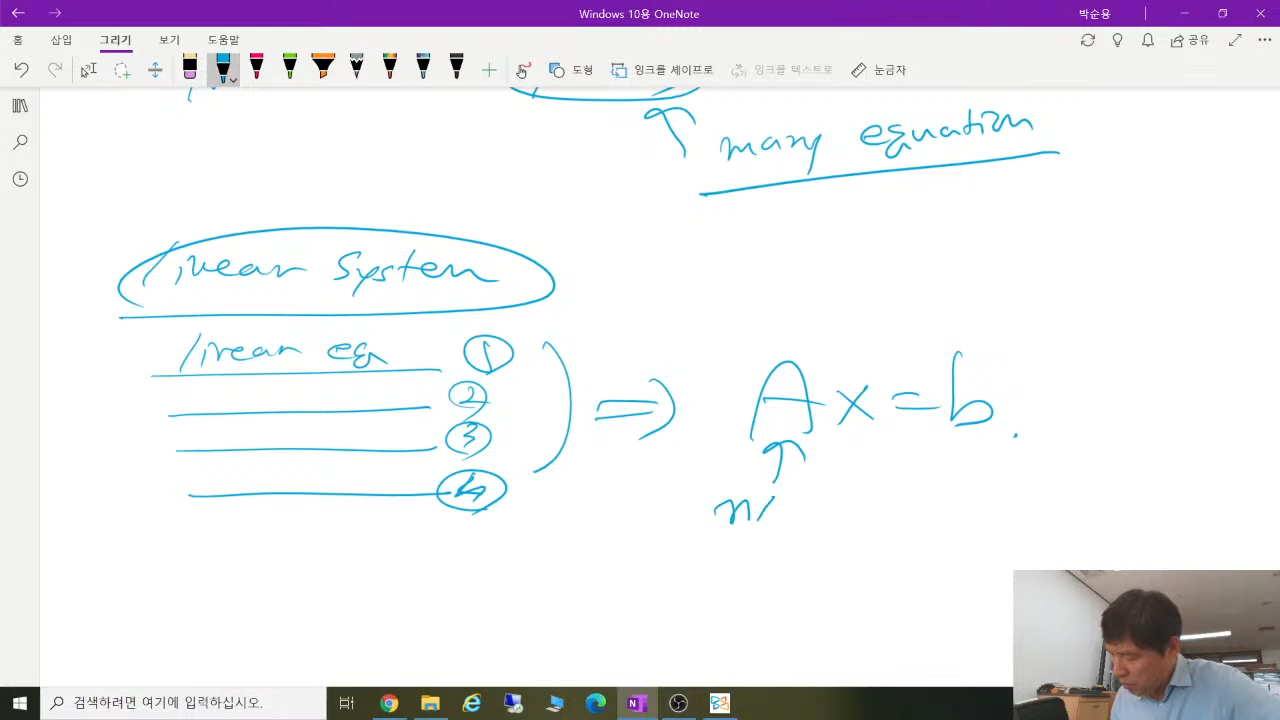 Windows 10용 OneNote
박순용
홈 삽입 그리기 보기 도움말
공유
도형 잉크를 셰이프로 잉크를 텍스트로 눈금자
many equation
linear system
linear eq ①
②
③
④
⇒ Ax = b.
검색하려면 여기에 입력하십시오.